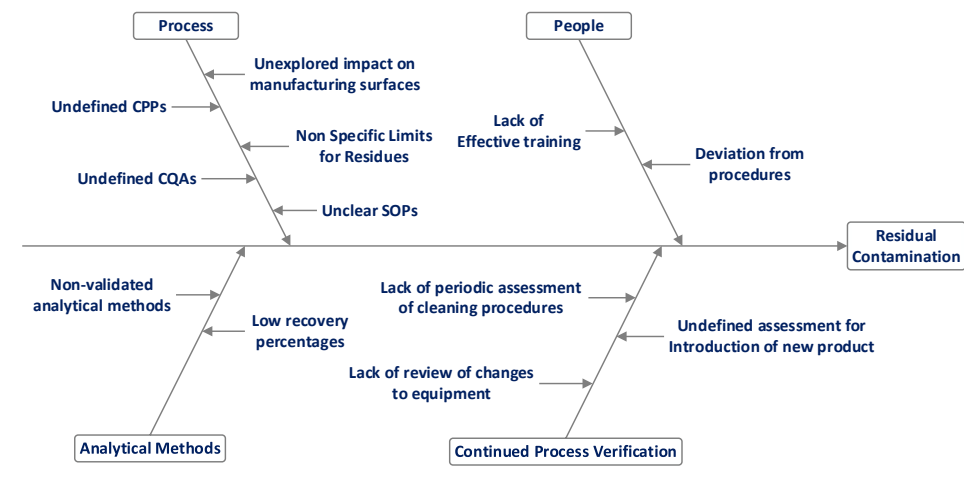 Process
People
Unexplored impact on
manufacturing surfaces
Undefined CPPs
Non Specific Limits
for Residues
Undefined CQAs
Unclear SOPs
Lack of
Effective training
Deviation from
procedures
Residual
Contamination
Non-validated
analytical methods
Low recovery
percentages
Lack of periodic assessment
of cleaning procedures
Undefined assessment for
Introduction of new product
Lack of review of changes
to equipment
Analytical Methods
Continued Process Verification